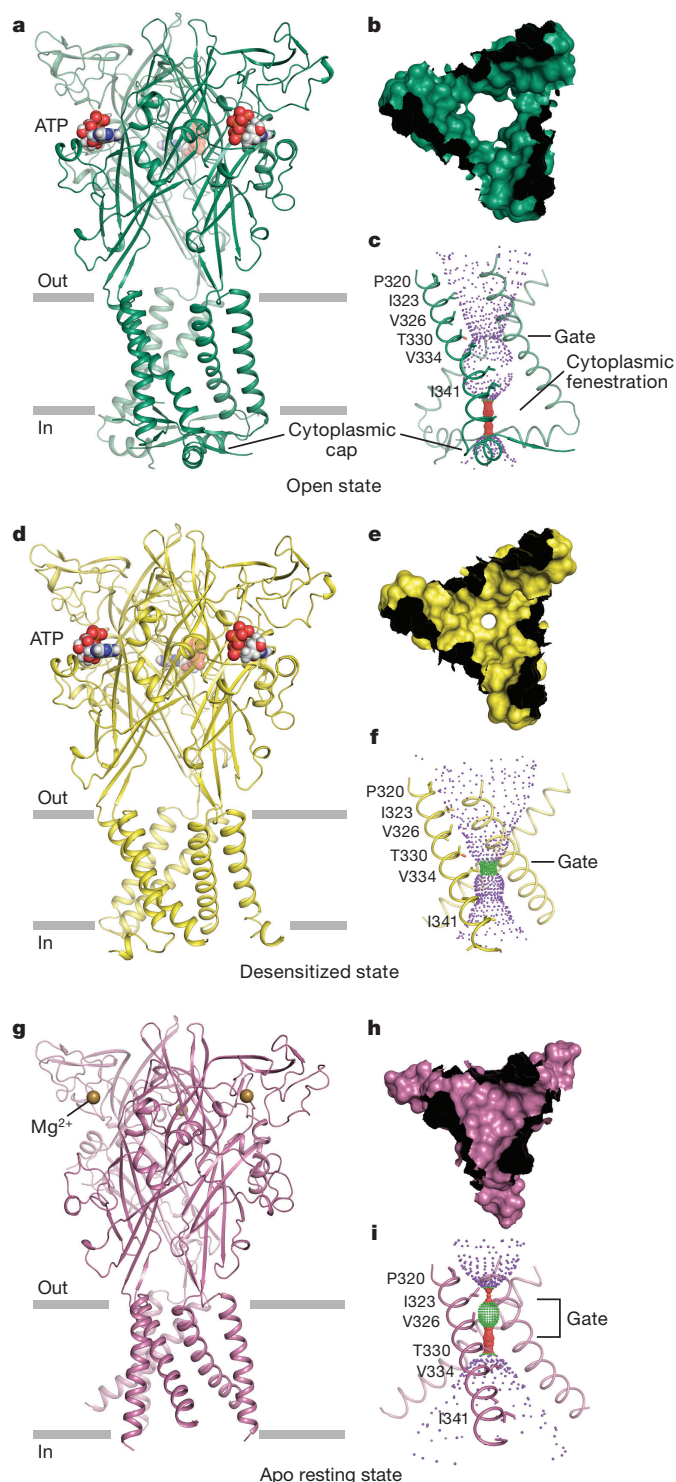 a
b
ATP
c
Out
P320
I323
V326
T330
V334
I341
Gate
Cytoplasmic
fenestration
In
Cytoplasmic
cap
Open state
d
e
ATP
f
Out
P320
I323
V326
T330
V334
I341
Gate
In
Desensitized state
g
h
Mg2+
i
Out
P320
I323
V326
T330
V334
I341
Gate
In
Apo resting state